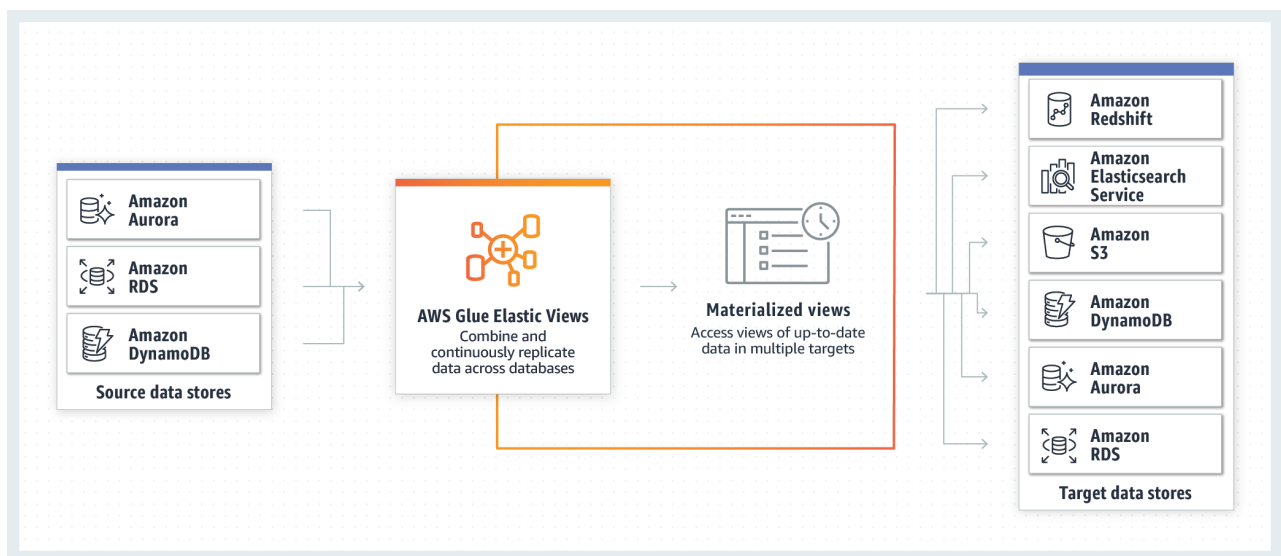 Amazon
Aurora
Amazon
RDS
Amazon
DynamoDB
Source data stores
AWS Glue Elastic Views
Combine and
continuously replicate
data across databases
Materialized views
Access views of up-to-date
data in multiple targets
Amazon
Redshift
Amazon
Elasticsearch
Service
Amazon
S3
Amazon
DynamoDB
Amazon
Aurora
Amazon
RDS
Target data stores